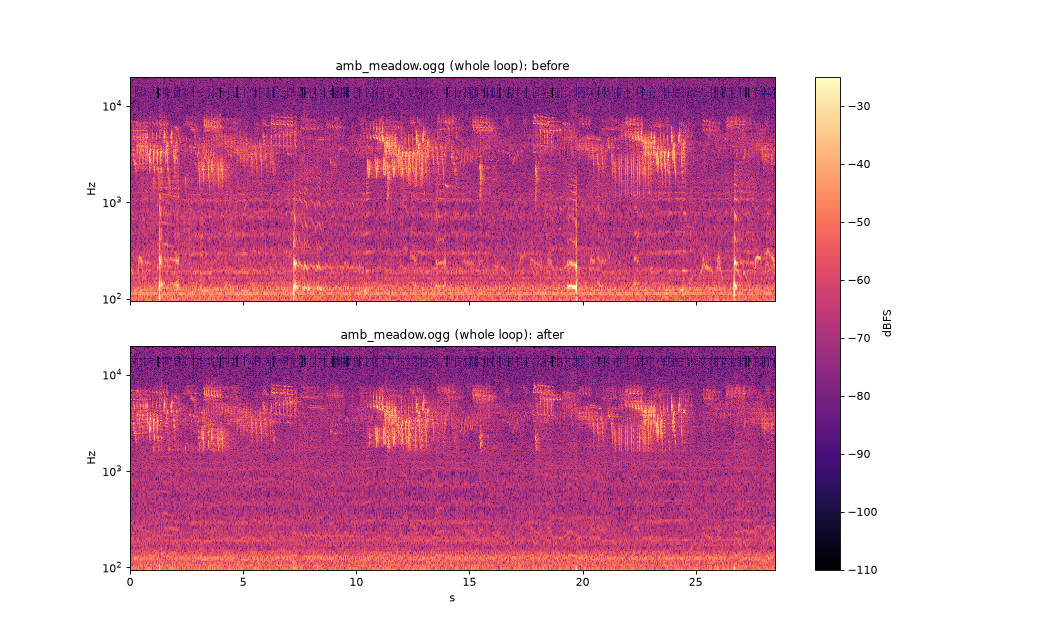 amb_meadow.ogg (whole loop): before
10⁴
10³
10²
Hz
amb_meadow.ogg (whole loop): after
10⁴
10³
10²
Hz
0 5 10 15 20 25
s
−30
−40
−50
−60
−70
−80
−90
−100
−110
dBFS